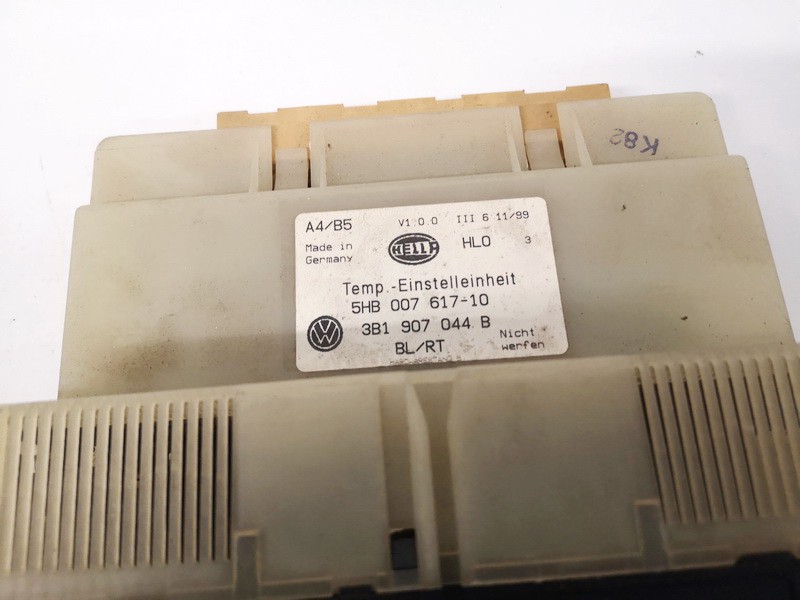 K82
A4/B5 V1.0.0 III 6 11/99
Made in Germany HELLA HLO 3
Temp.-Einstelleinheit
5HB 007 617-10
VW 3B1 907 044 B
BL/RT Nicht werfen